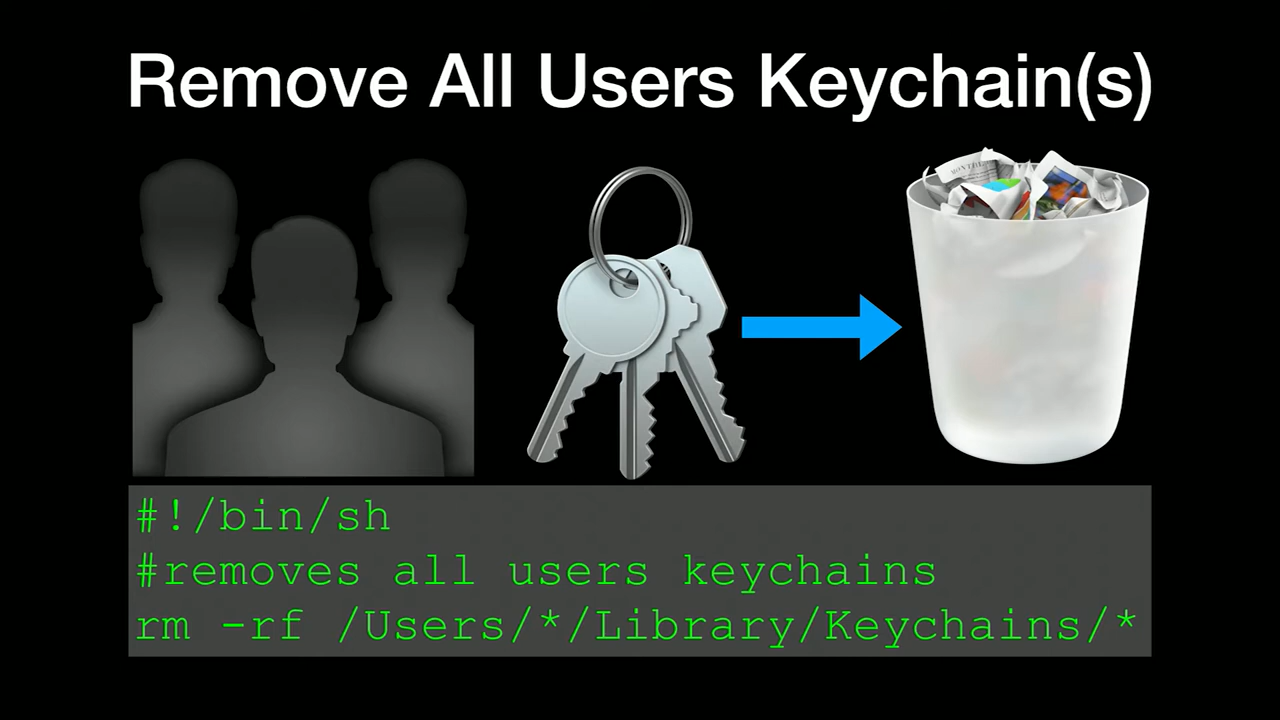 Remove All Users Keychain(s)
#!/bin/sh
#removes all users keychains
rm -rf /Users/*/Library/Keychains/*